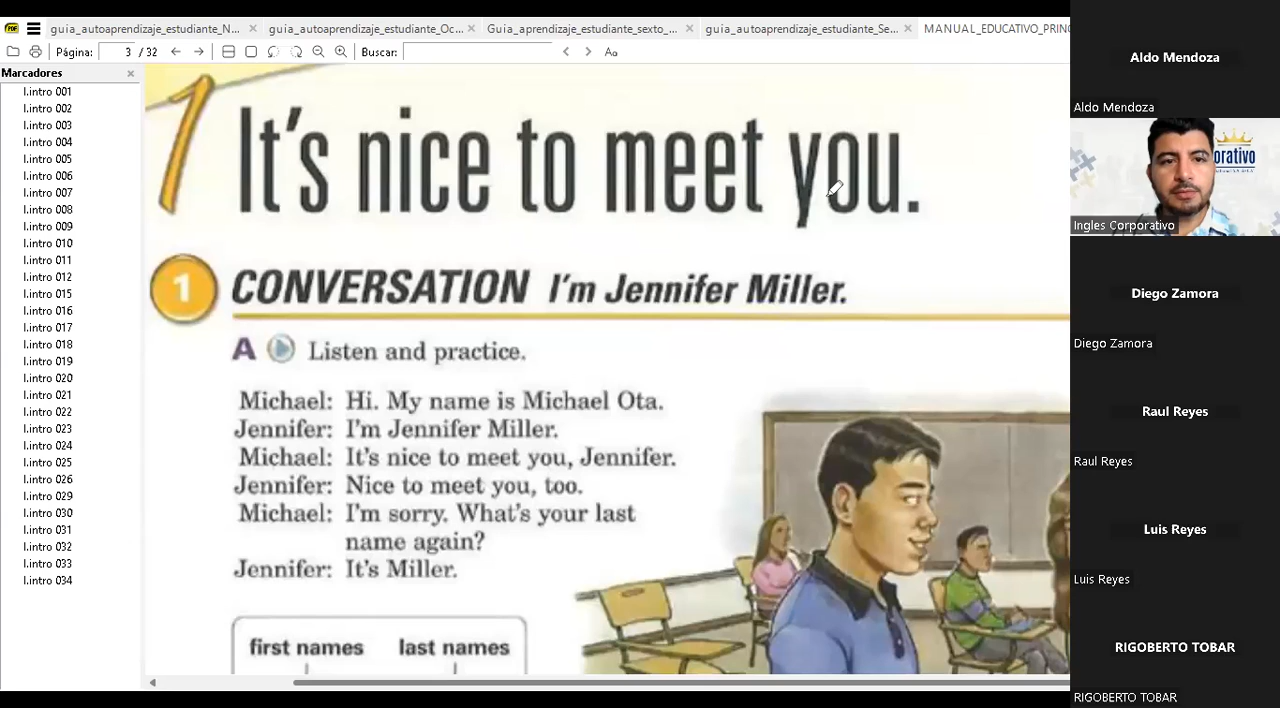 guia_autoaprendizaje_estudiante_N...
guia_autoaprendizaje_estudiante_Oc...
Guia_aprendizaje_estudiante_sexto_...
guia_autoaprendizaje_estudiante_Se...
MANUAL_EDUCATIVO_PRINC
Página: 3 / 32
Buscar:
Marcadores
I.intro 001
I.intro 002
I.intro 003
I.intro 004
I.intro 005
I.intro 006
I.intro 007
I.intro 008
I.intro 009
I.intro 010
I.intro 011
I.intro 012
I.intro 015
I.intro 016
I.intro 017
I.intro 018
I.intro 019
I.intro 020
I.intro 021
I.intro 022
I.intro 023
I.intro 024
I.intro 025
I.intro 026
I.intro 029
I.intro 030
I.intro 031
I.intro 032
I.intro 033
I.intro 034
1 It's nice to meet you.
1 CONVERSATION I'm Jennifer Miller.
A Listen and practice.
Michael: Hi. My name is Michael Ota.
Jennifer: I'm Jennifer Miller.
Michael: It's nice to meet you, Jennifer.
Jennifer: Nice to meet you, too.
Michael: I'm sorry. What's your last
name again?
Jennifer: It's Miller.
first names last names
Aldo Mendoza
Aldo Mendoza
orativo
Ingles Corporativo
Diego Zamora
Diego Zamora
Raul Reyes
Raul Reyes
Luis Reyes
Luis Reyes
RIGOBERTO TOBAR
RIGOBERTO TOBAR